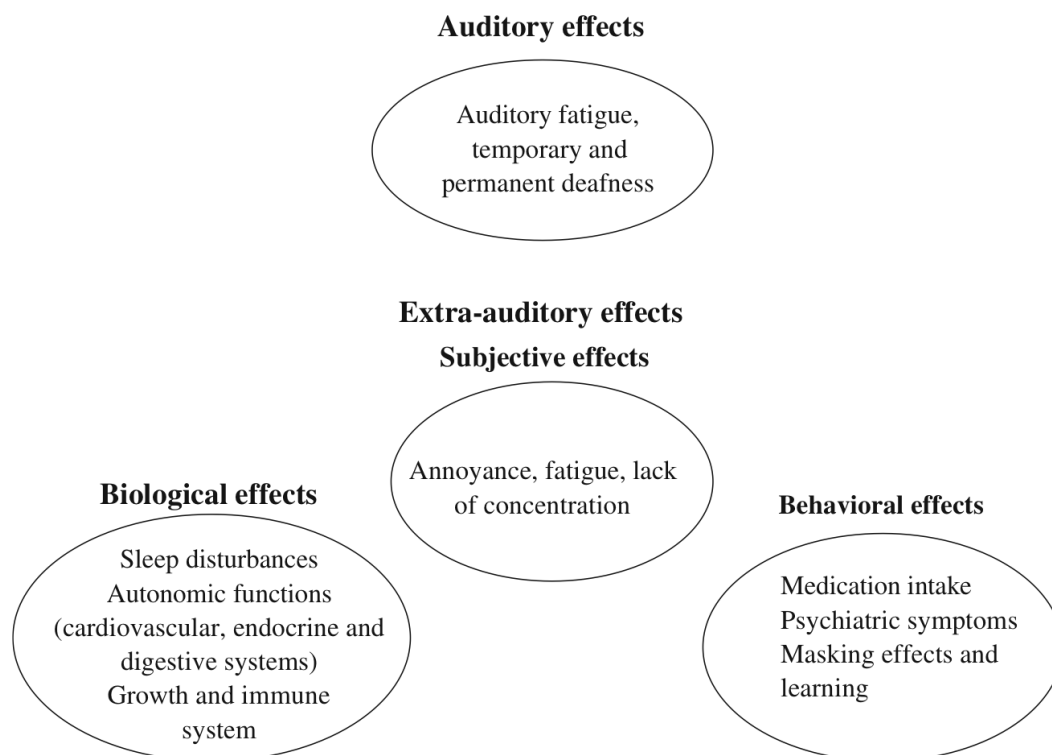 Auditory effects
Auditory fatigue,
temporary and
permanent deafness
Extra-auditory effects
Subjective effects
Annoyance, fatigue, lack
of concentration
Biological effects
Sleep disturbances
Autonomic functions
(cardiovascular, endocrine and
digestive systems)
Growth and immune
system
Behavioral effects
Medication intake
Psychiatric symptoms
Masking effects and
learning